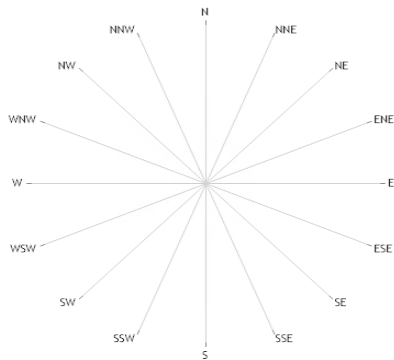 N
NNW NNE
NW NE
WNW ENE
W E
WSW ESE
SW SE
SSW SSE
S